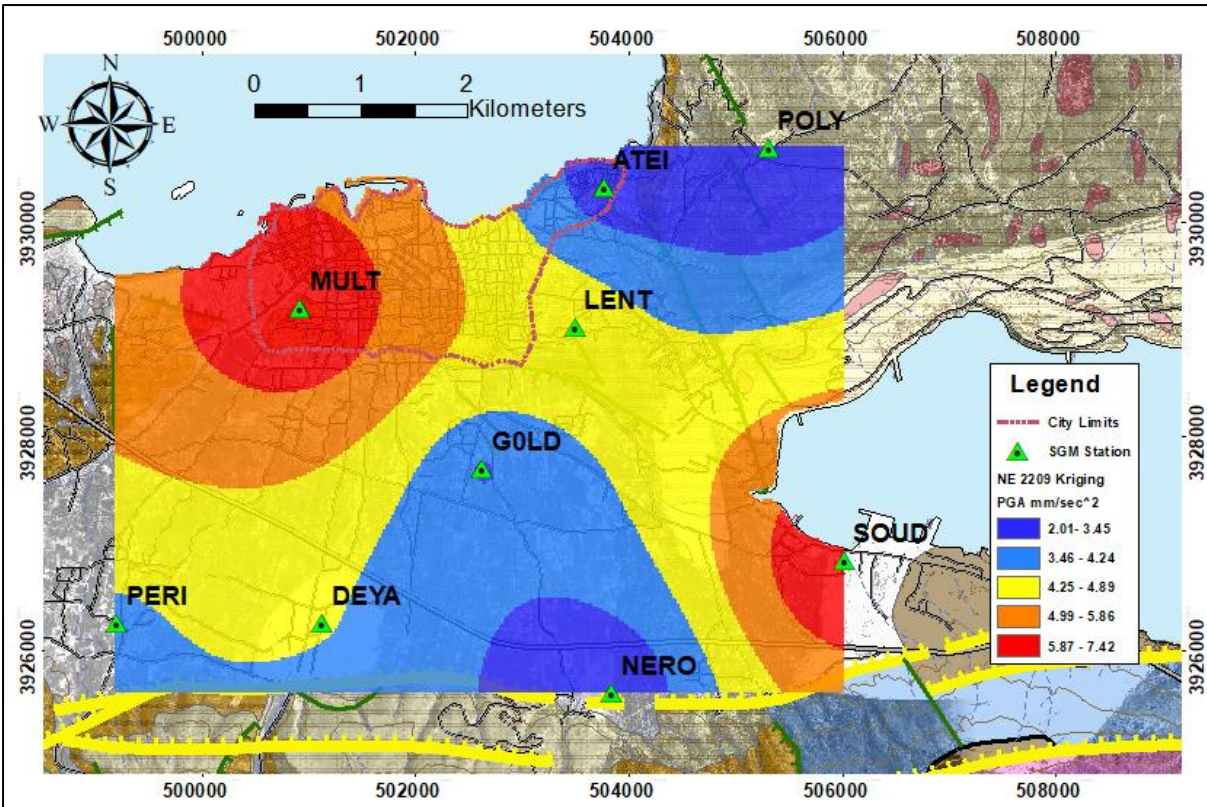 500000 502000 504000 506000 508000
N
W E
S
0 1 2
Kilometers
POLY
ATEI
3930000 3930000
MULT
LENT
Legend
City Limits
SGM Station
NE 2209 Kriging
PGA mm/sec^2
2.01- 3.45
3.46 - 4.24
4.25 - 4.89
4.99 - 5.86
5.87 - 7.42
3928000 3928000
G0LD
SOUD
PERI DEYA
3926000 3926000
NERO
500000 502000 504000 506000 508000